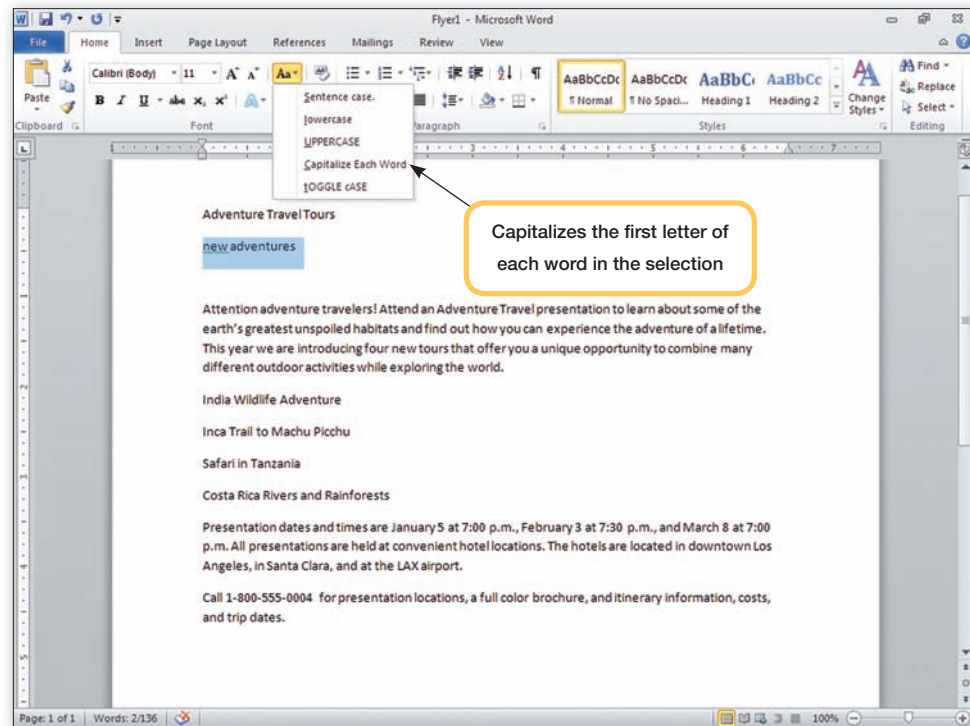 Flyer1 - Microsoft Word
File Home Insert Page Layout References Mailings Review View
Calibri (Body) 11 A A Aa
AaBbCcDc AaBbCcDc AaBbC AaBbCc
Find
Replace
Select
Paste
B I U abc x, x² A
¶ Normal ¶ No Spaci... Heading 1 Heading 2
Change Styles
Clipboard Font Paragraph Styles Editing
Sentence case.
lowercase
UPPERCASE
Capitalize Each Word
tOGGLE cASE
Capitalizes the first letter of
each word in the selection
Adventure Travel Tours
new adventures
Attention adventure travelers! Attend an Adventure Travel presentation to learn about some of the
earth's greatest unspoiled habitats and find out how you can experience the adventure of a lifetime.
This year we are introducing four new tours that offer you a unique opportunity to combine many
different outdoor activities while exploring the world.
India Wildlife Adventure
Inca Trail to Machu Picchu
Safari in Tanzania
Costa Rica Rivers and Rainforests
Presentation dates and times are January 5 at 7:00 p.m., February 3 at 7:30 p.m., and March 8 at 7:00
p.m. All presentations are held at convenient hotel locations. The hotels are located in downtown Los
Angeles, in Santa Clara, and at the LAX airport.
Call 1-800-555-0004 for presentation locations, a full color brochure, and itinerary information, costs,
and trip dates.
Page: 1 of 1 Words: 2/136 100%